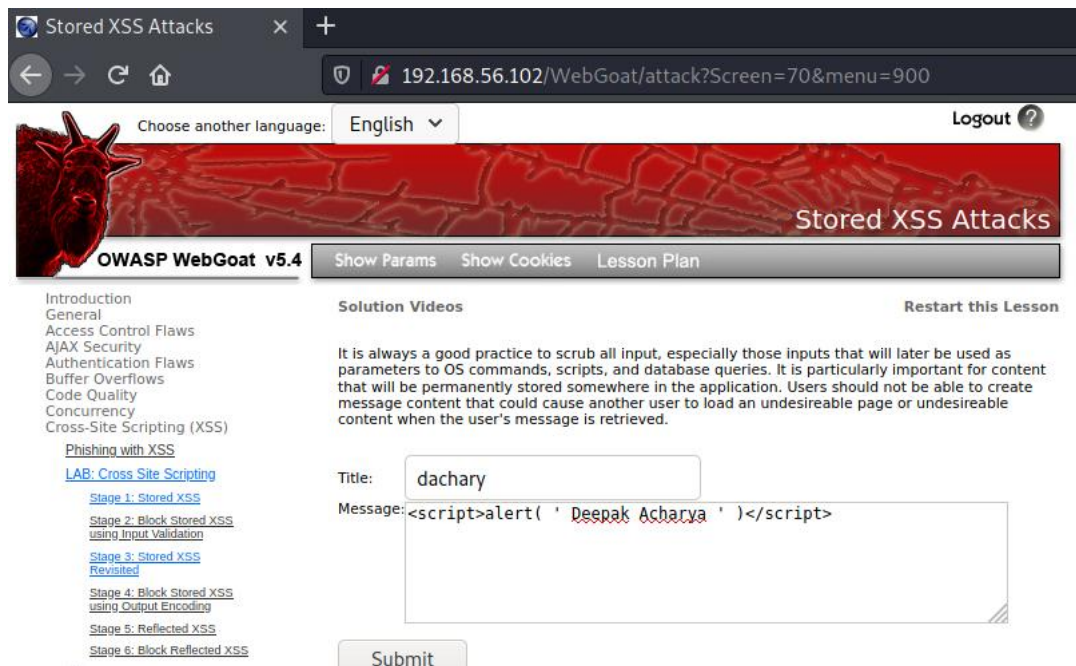 Stored XSS Attacks
192.168.56.102/WebGoat/attack?Screen=70&menu=900
Choose another language: English
Logout ?
Stored XSS Attacks
OWASP WebGoat v5.4
Show Params Show Cookies Lesson Plan
Introduction
General
Access Control Flaws
AJAX Security
Authentication Flaws
Buffer Overflows
Code Quality
Concurrency
Cross-Site Scripting (XSS)
Phishing with XSS
LAB: Cross Site Scripting
Stage 1: Stored XSS
Stage 2: Block Stored XSS
using Input Validation
Stage 3: Stored XSS
Revisited
Stage 4: Block Stored XSS
using Output Encoding
Stage 5: Reflected XSS
Stage 6: Block Reflected XSS
Solution Videos
Restart this Lesson
It is always a good practice to scrub all input, especially those inputs that will later be used as
parameters to OS commands, scripts, and database queries. It is particularly important for content
that will be permanently stored somewhere in the application. Users should not be able to create
message content that could cause another user to load an undesireable page or undesireable
content when the user's message is retrieved.
Title: dachary
Message: <script>alert( ' Deepak Acharya ' )</script>
Submit